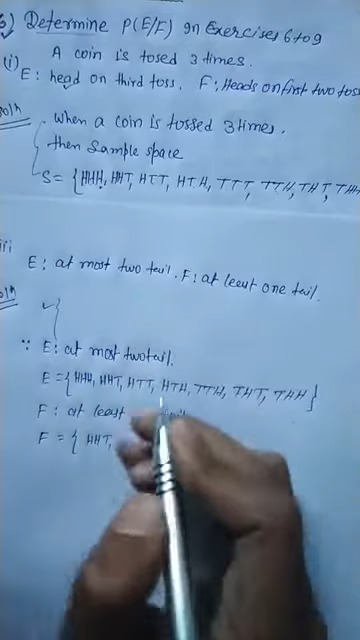 6) Determine P(E/F) in Exercises 6 to 9
A coin is tosed 3 times.
(i) E: head on third toss, F: Heads on first two toss
Soln When a coin is tossed 3 times.
then Sample space
S = {HHH, HHT, HTT, HTH, TTT, TTH, THT, THH
E: at most two tail. F: at least one tail.
Soln
∵ E: at most two tail.
E = {HHH, HHT, HTT, HTH, TTH, THT, THH}
F: at least
F = { HHT,